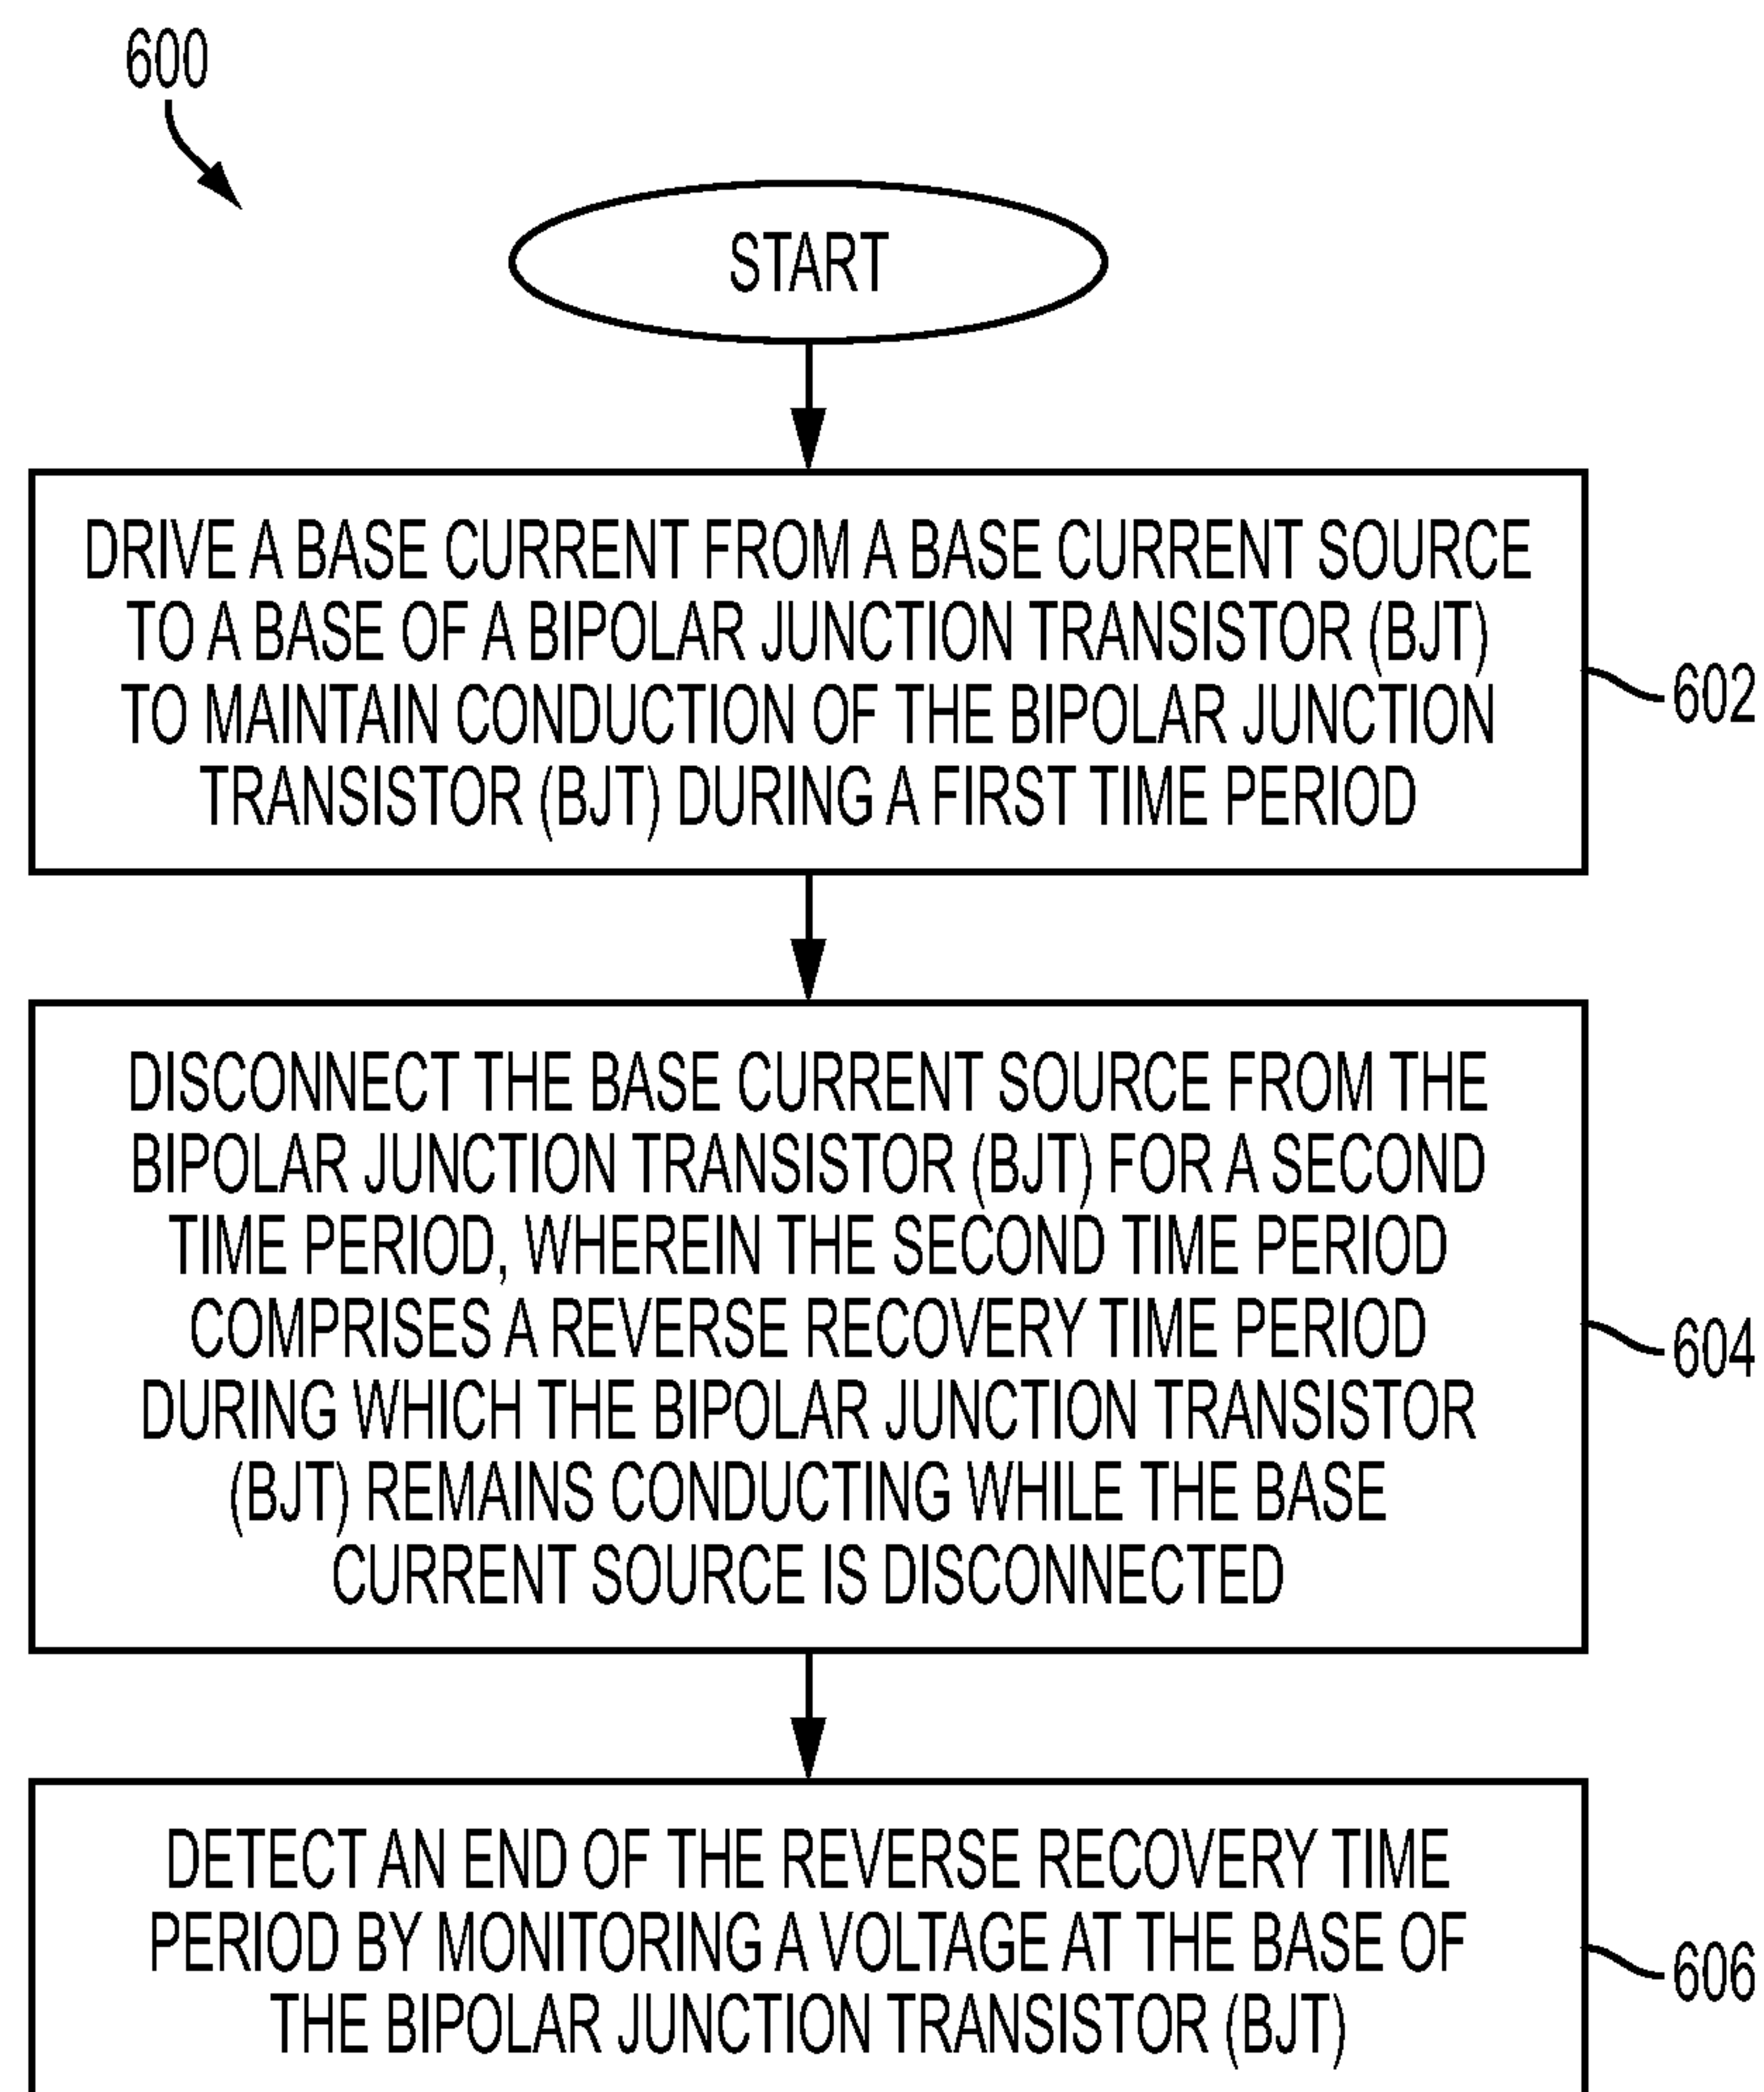 600
START
DRIVE A BASE CURRENT FROM A BASE CURRENT SOURCE
TO A BASE OF A BIPOLAR JUNCTION TRANSISTOR (BJT)
TO MAINTAIN CONDUCTION OF THE BIPOLAR JUNCTION
TRANSISTOR (BJT) DURING A FIRST TIME PERIOD
602
DISCONNECT THE BASE CURRENT SOURCE FROM THE
BIPOLAR JUNCTION TRANSISTOR (BJT) FOR A SECOND
TIME PERIOD, WHEREIN THE SECOND TIME PERIOD
COMPRISES A REVERSE RECOVERY TIME PERIOD
DURING WHICH THE BIPOLAR JUNCTION TRANSISTOR
(BJT) REMAINS CONDUCTING WHILE THE BASE
CURRENT SOURCE IS DISCONNECTED
604
DETECT AN END OF THE REVERSE RECOVERY TIME
PERIOD BY MONITORING A VOLTAGE AT THE BASE OF
THE BIPOLAR JUNCTION TRANSISTOR (BJT)
606